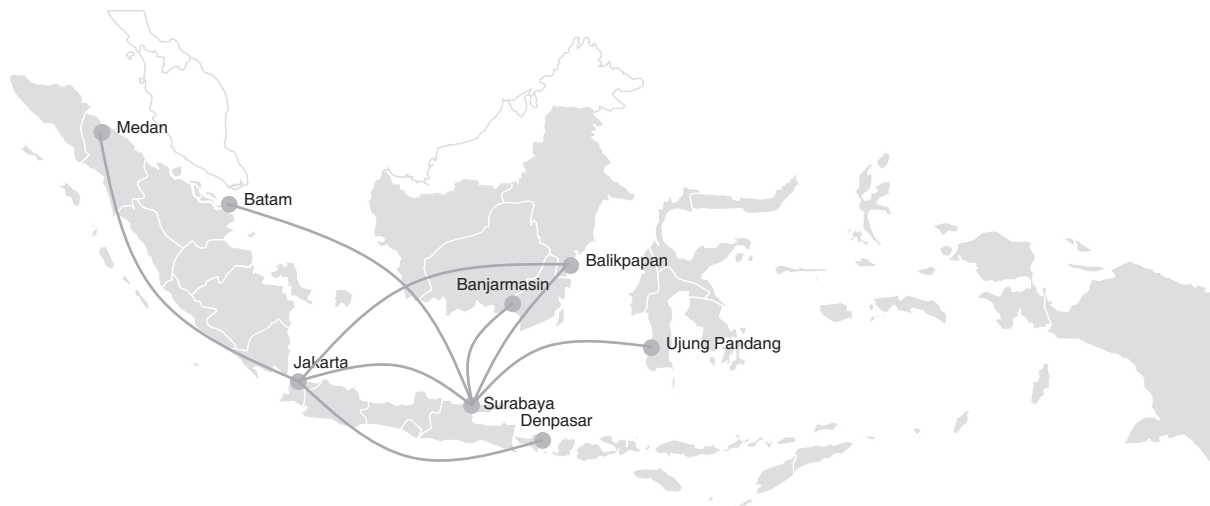 Medan
Batam
Balikpapan
Banjarmasin
Ujung Pandang
Jakarta
Surabaya
Denpasar